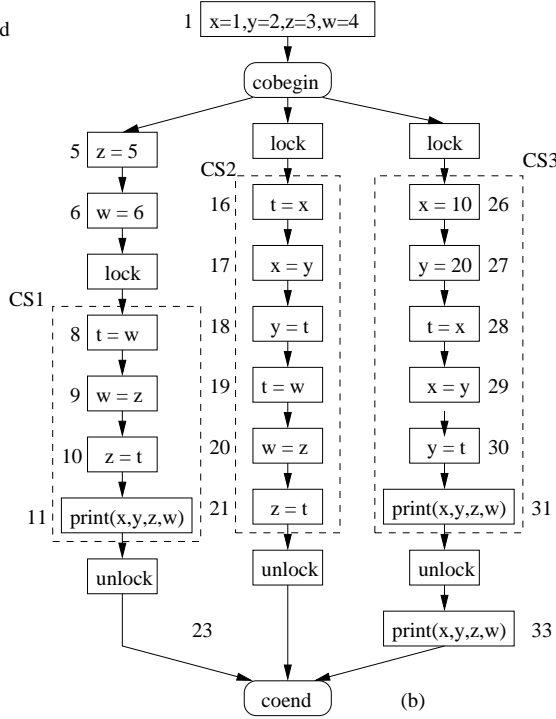 d
1 x=1,y=2,z=3,w=4
cobegin
5 z = 5
6 w = 6
lock
CS1
8 t = w
9 w = z
10 z = t
11 print(x,y,z,w)
unlock
lock
CS2
16 t = x
17 x = y
18 y = t
19 t = w
20 w = z
21 z = t
unlock
23
lock
CS3
x = 10 26
y = 20 27
t = x 28
x = y 29
y = t 30
print(x,y,z,w) 31
unlock
print(x,y,z,w) 33
coend
(b)